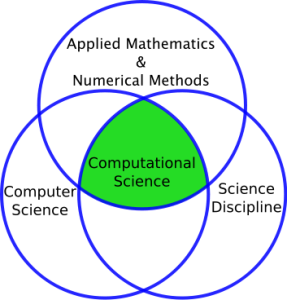 Applied Mathematics
&
Numerical Methods
Computational
Science
Computer
Science
Science
Discipline